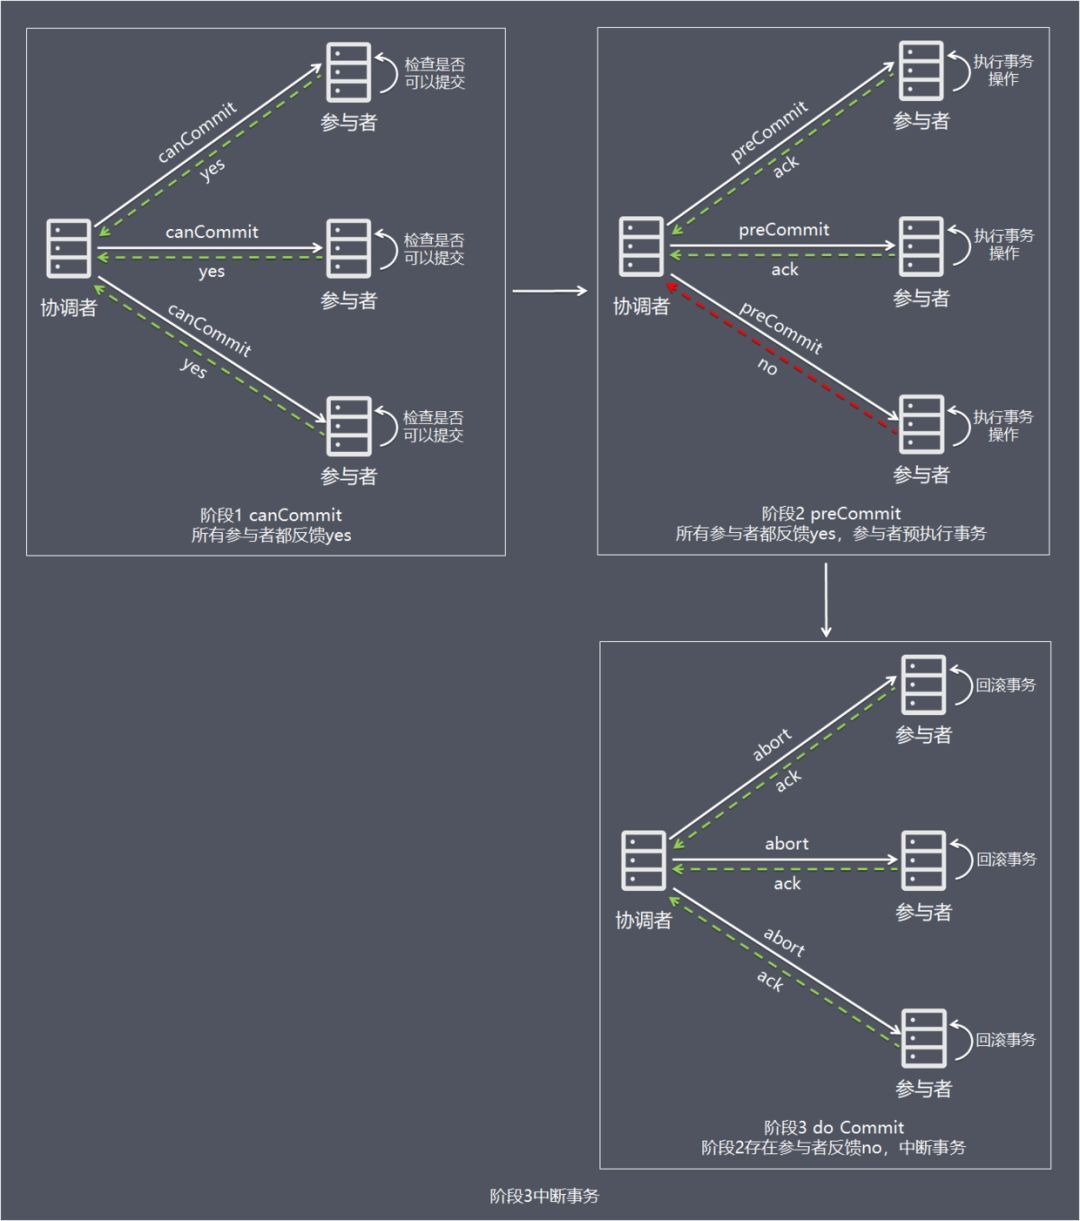 检查是否
可以提交
参与者
canCommit
yes
canCommit
yes
检查是否
可以提交
参与者
协调者
canCommit
yes
检查是否
可以提交
参与者
阶段1 canCommit
所有参与者都反馈yes
执行事务
操作
参与者
preCommit
ack
preCommit
ack
执行事务
操作
参与者
协调者
preCommit
no
执行事务
操作
参与者
阶段2 preCommit
所有参与者都反馈yes，参与者预执行事务
回滚事务
参与者
abort
ack
abort
ack
回滚事务
参与者
协调者
abort
ack
回滚事务
参与者
阶段3 do Commit
阶段2存在参与者反馈no，中断事务
阶段3中断事务